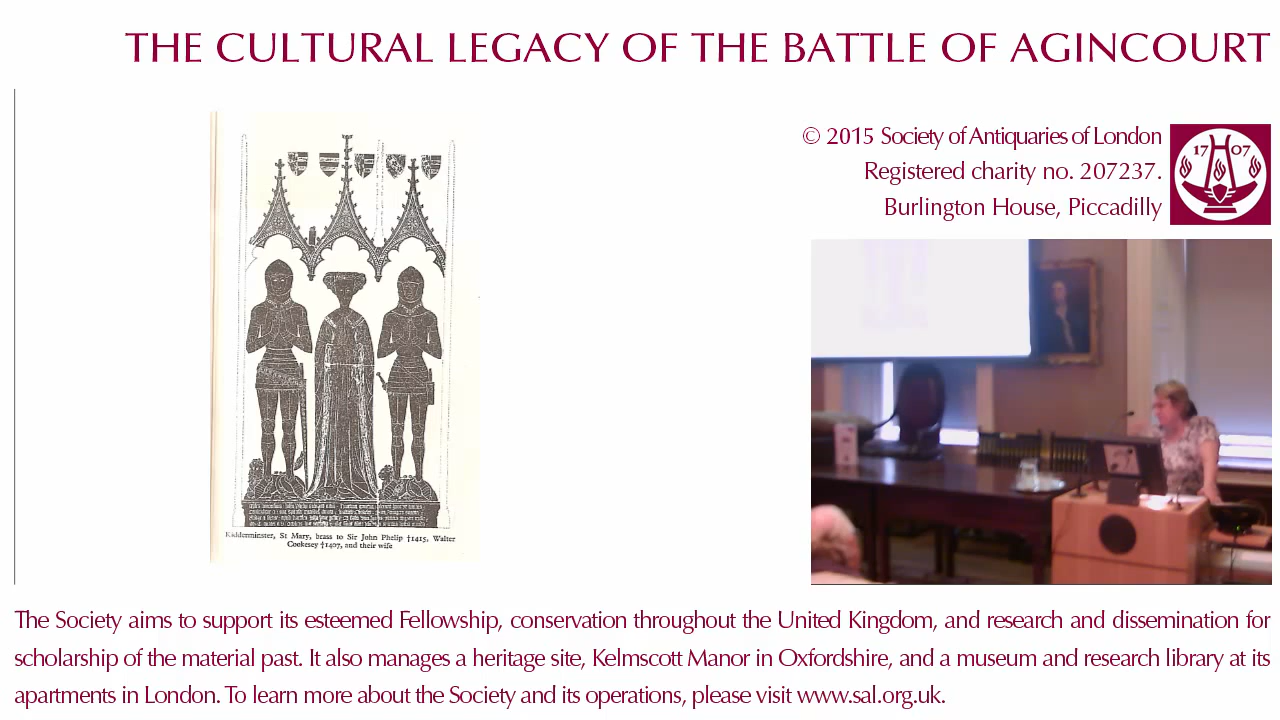 THE CULTURAL LEGACY OF THE BATTLE OF AGINCOURT
© 2015 Society of Antiquaries of London
Registered charity no. 207237.
Burlington House, Piccadilly
17 07
Kidderminster, St Mary, brass to Sir John Phelip †1415, Walter
Cookesey †1407, and their wife
The Society aims to support its esteemed Fellowship, conservation throughout the United Kingdom, and research and dissemination for
scholarship of the material past. It also manages a heritage site, Kelmscott Manor in Oxfordshire, and a museum and research library at its
apartments in London. To learn more about the Society and its operations, please visit www.sal.org.uk.